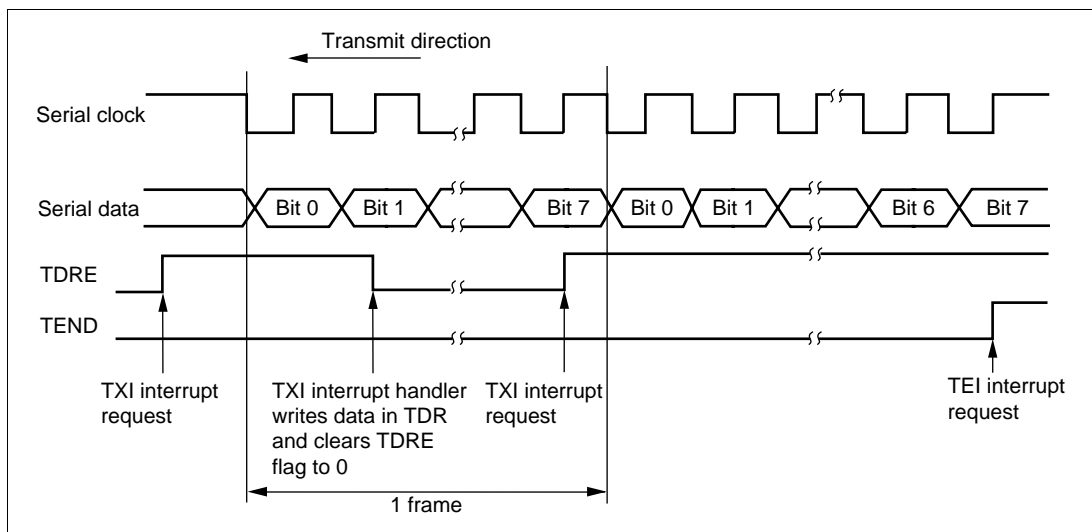 Transmit direction
Serial clock
Serial data
Bit 0
Bit 1
Bit 7
Bit 0
Bit 1
Bit 6
Bit 7
TDRE
TEND
TXI interrupt
request
TXI interrupt handler
writes data in TDR
and clears TDRE
flag to 0
TXI interrupt
request
TEI interrupt
request
1 frame